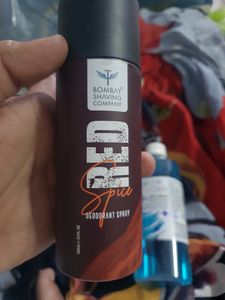 BOMBAY
SHAVING
COMPANY
RED
Spice
DEODORANT SPRAY